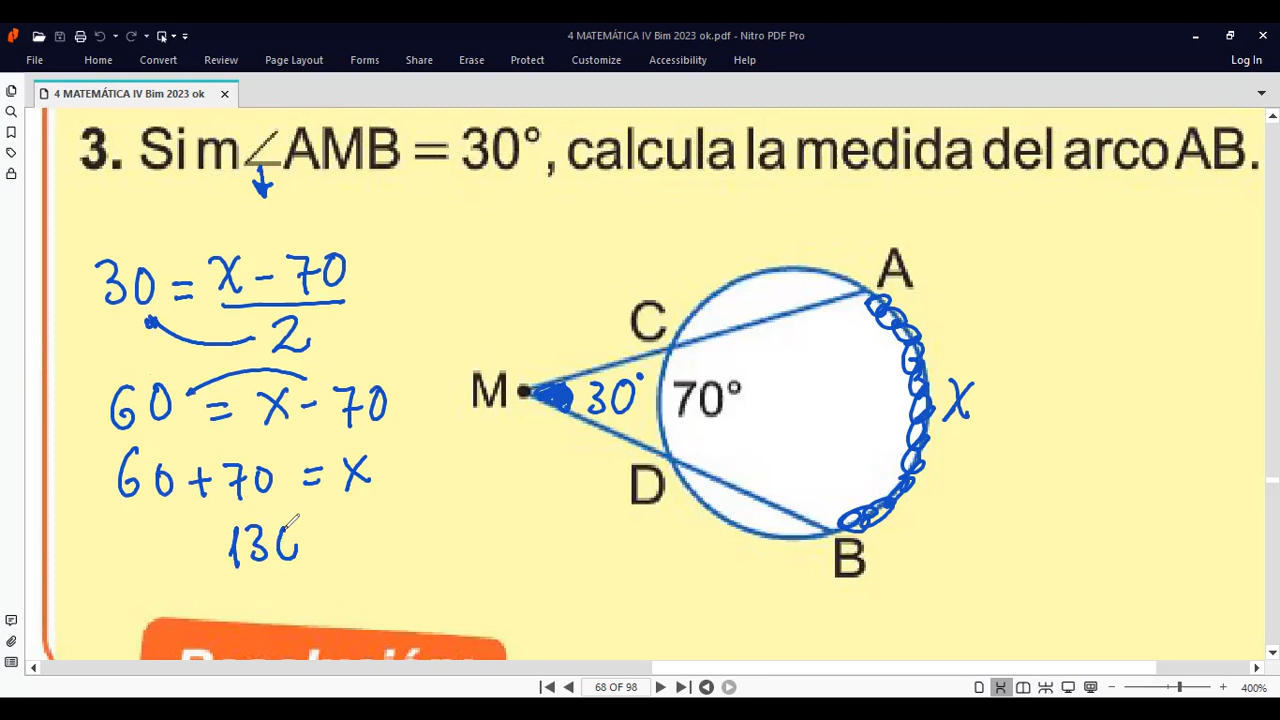 4 MATEMÁTICA IV Bim 2023 ok.pdf - Nitro PDF Pro
File Home Convert Review Page Layout Forms Share Erase Protect Customize Accessibility Help Log In
4 MATEMÁTICA IV Bim 2023 ok
3. Si m∠AMB = 30°, calcula la medida del arco AB.
30 = x - 70
2
60 = x - 70
60 + 70 = x
130
A
C
M 30° 70° x
D
B
Resolución:
68 OF 98
400%